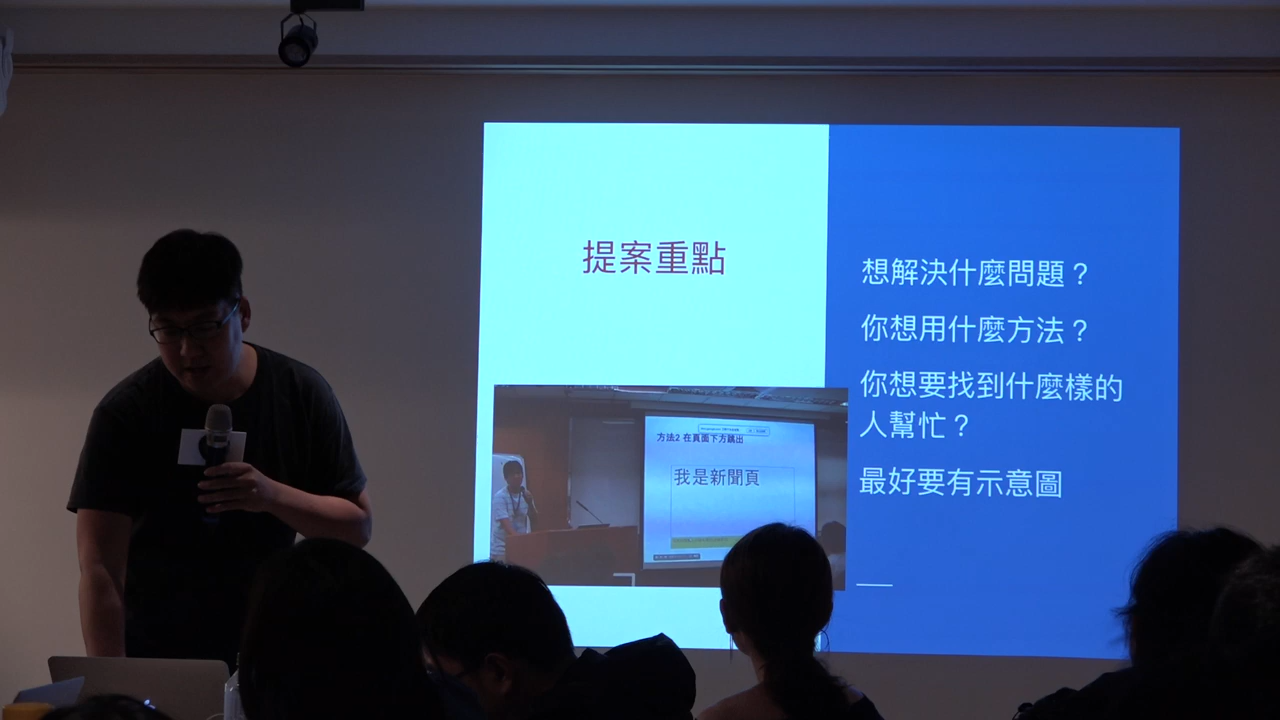 提案重點
想解決什麼問題？
你想用什麼方法？
你想要找到什麼樣的
人幫忙？
最好要有示意圖
方法2 在頁面下方跳出
我是新聞頁